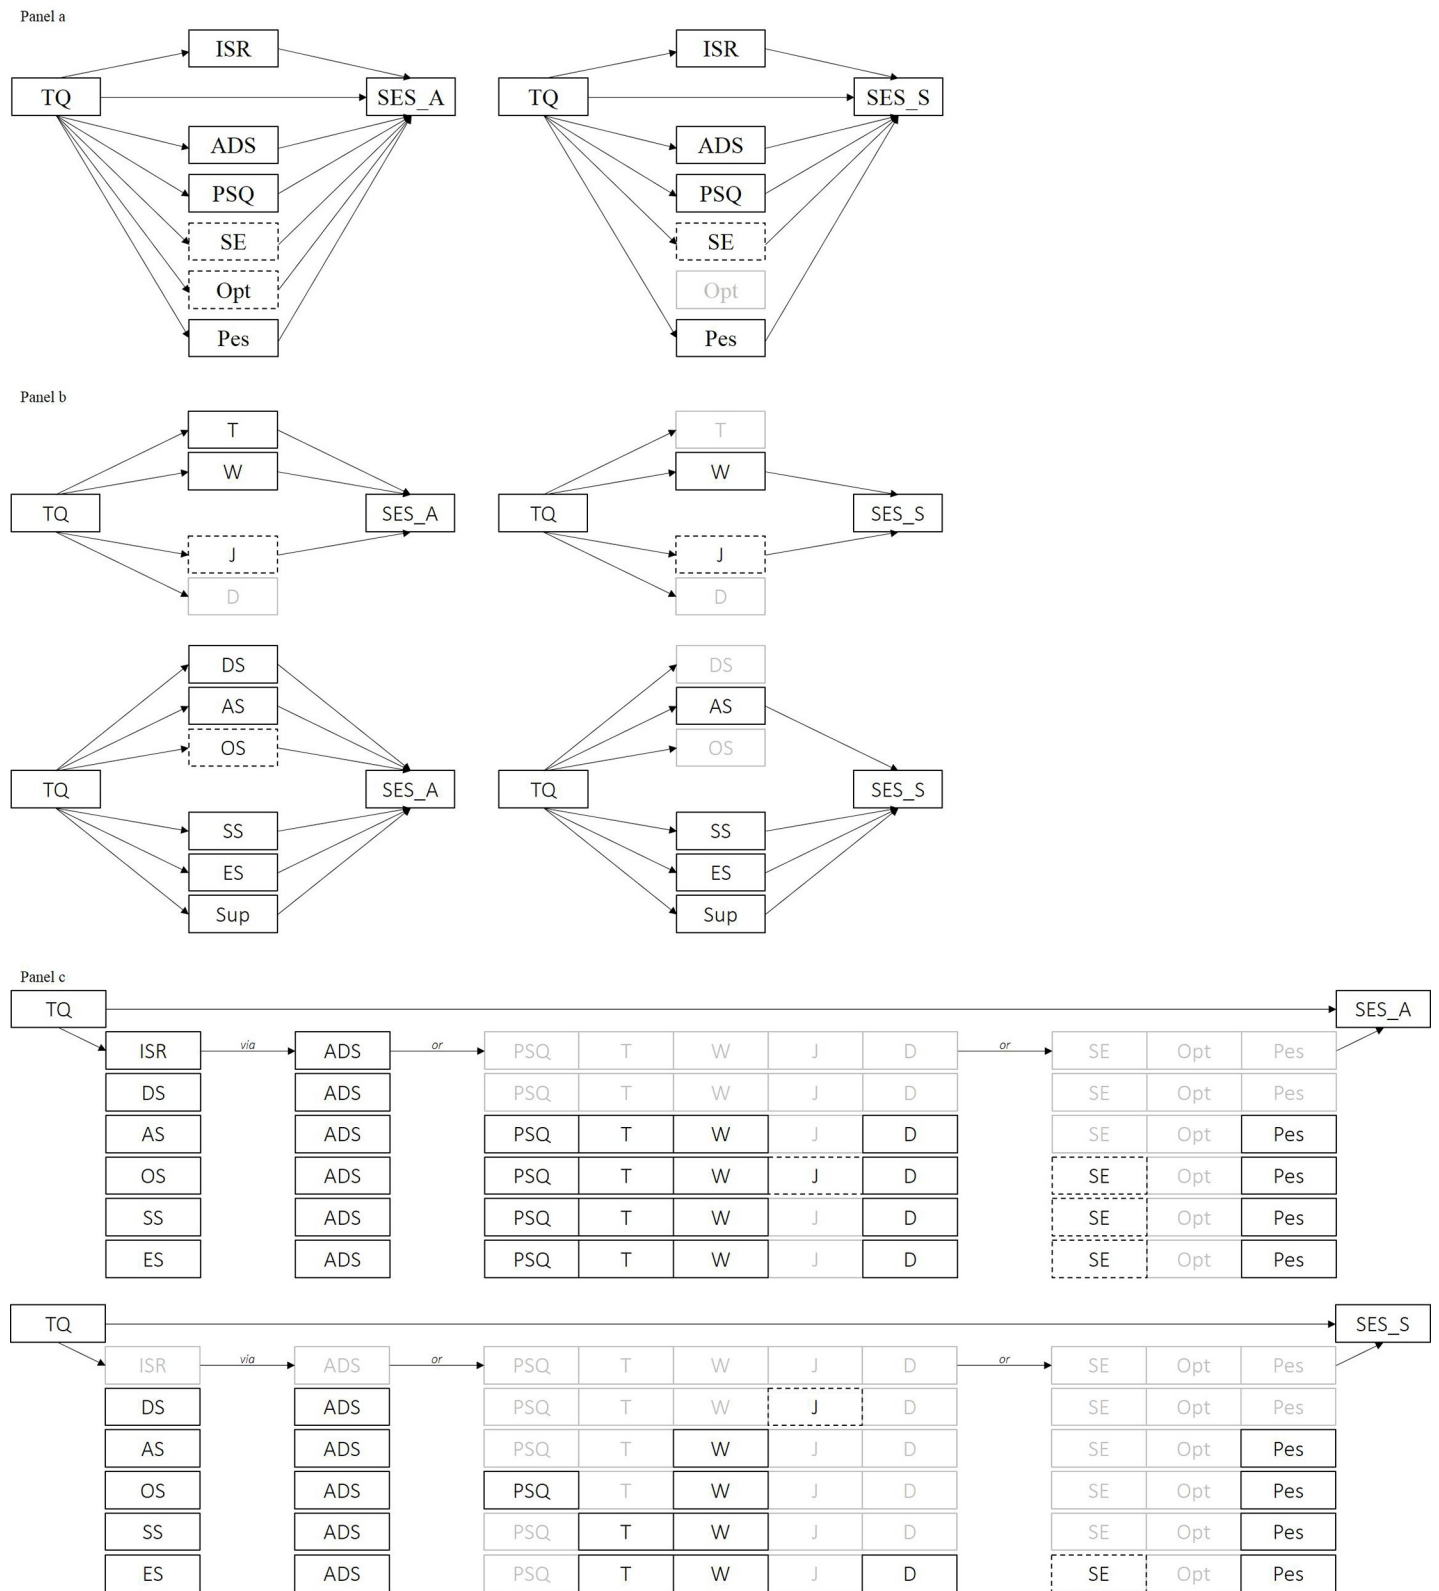 Panel a
ISR ISR
TQ SES_A TQ SES_S
ADS ADS
PSQ PSQ
SE SE
Opt Opt
Pes Pes
Panel b
T T
W W
TQ SES_A TQ SES_S
J J
D D
DS DS
AS AS
OS OS
TQ SES_A TQ SES_S
SS SS
ES ES
Sup Sup
Panel c
TQ SES_A
ISR via ADS or PSQ T W J D or SE Opt Pes
DS ADS PSQ T W J D SE Opt Pes
AS ADS PSQ T W J D SE Opt Pes
OS ADS PSQ T W J D SE Opt Pes
SS ADS PSQ T W J D SE Opt Pes
ES ADS PSQ T W J D SE Opt Pes
TQ SES_S
ISR via ADS or PSQ T W J D or SE Opt Pes
DS ADS PSQ T W J D SE Opt Pes
AS ADS PSQ T W J D SE Opt Pes
OS ADS PSQ T W J D SE Opt Pes
SS ADS PSQ T W J D SE Opt Pes
ES ADS PSQ T W J D SE Opt Pes